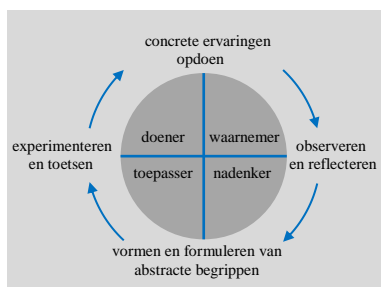 concrete ervaringen
opdoen
doener
waarnemer
experimenteren
en toetsen
observeren
en reflecteren
toepasser
nadenker
vormen en formuleren van
abstracte begrippen